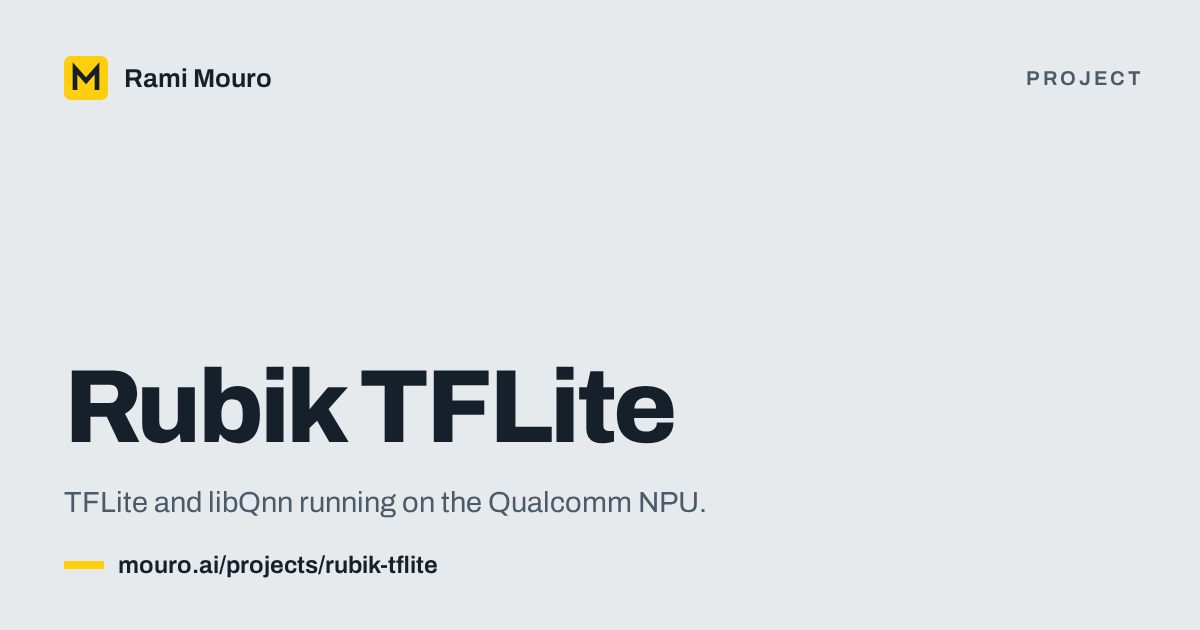 M
Rami Mouro
PROJECT
Rubik TFLite
TFLite and libQnn running on the Qualcomm NPU.
mouro.ai/projects/rubik-tflite